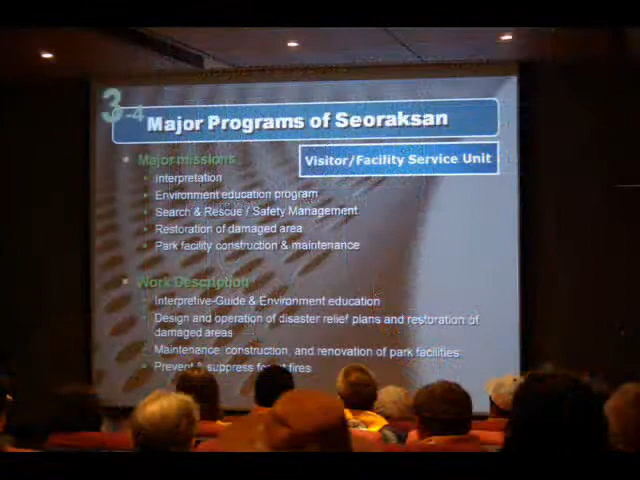 3-4
Major Programs of Seoraksan
Visitor/Facility Service Unit
Major missions
Interpretation
Environment education program
Search & Rescue / Safety Management
Restoration of damaged area
Park facility construction & maintenance
Work Description
Interpretive-Guide & Environment education
Design and operation of disaster relief plans and restoration of
damaged areas
Maintenance, construction, and renovation of park facilities
Prevent & suppress forest fires